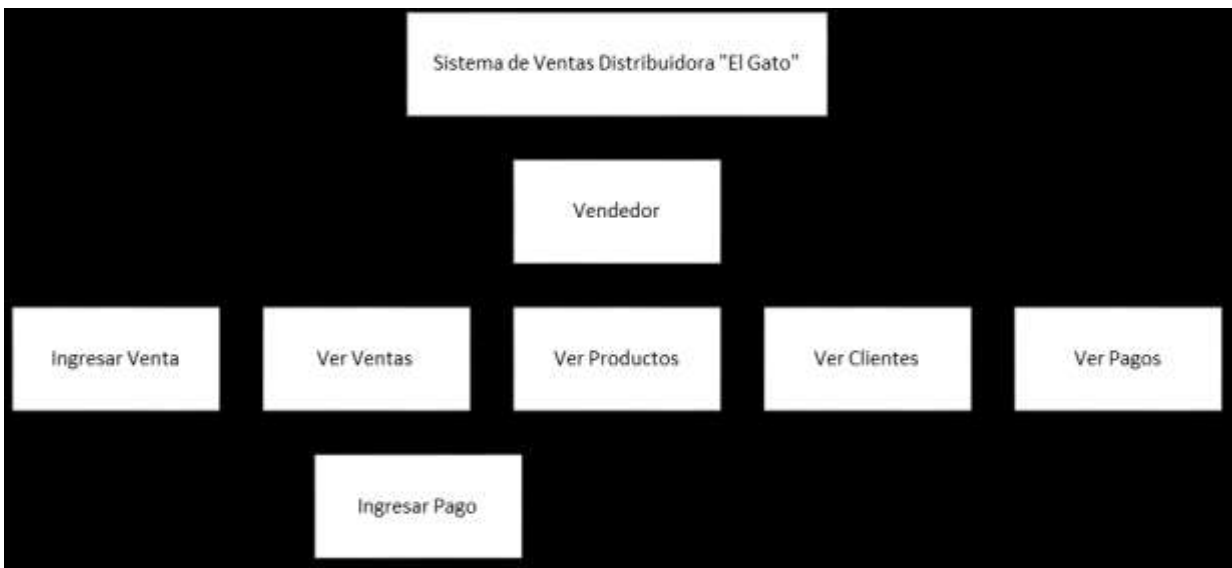 Sistema de Ventas Distribuidora "El Gato"
Vendedor
Ingresar Venta
Ver Ventas
Ver Productos
Ver Clientes
Ver Pagos
Ingresar Pago